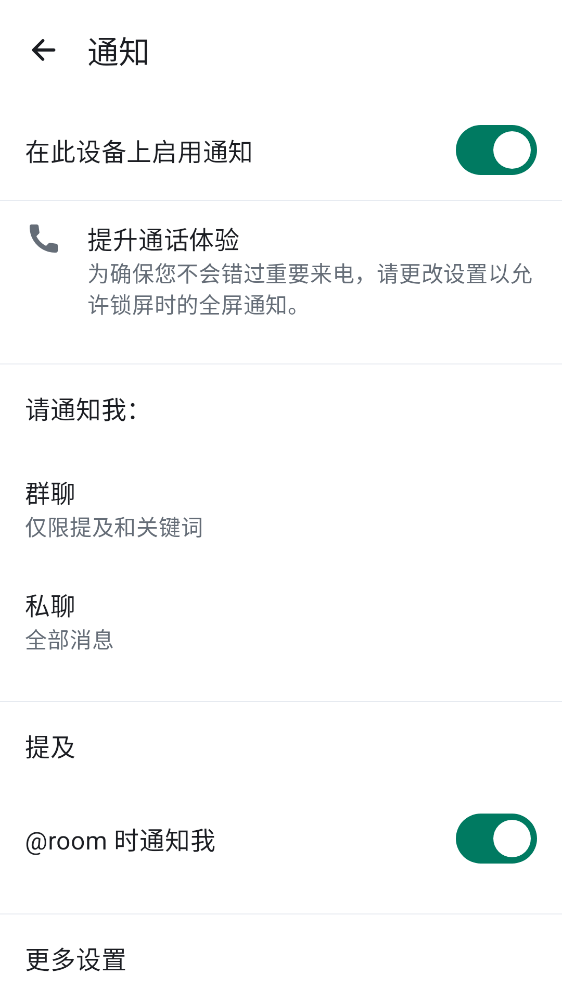 通知
在此设备上启用通知
提升通话体验
为确保您不会错过重要来电，请更改设置以允
许锁屏时的全屏通知。
请通知我：
群聊
仅限提及和关键词
私聊
全部消息
提及
@room 时通知我
更多设置